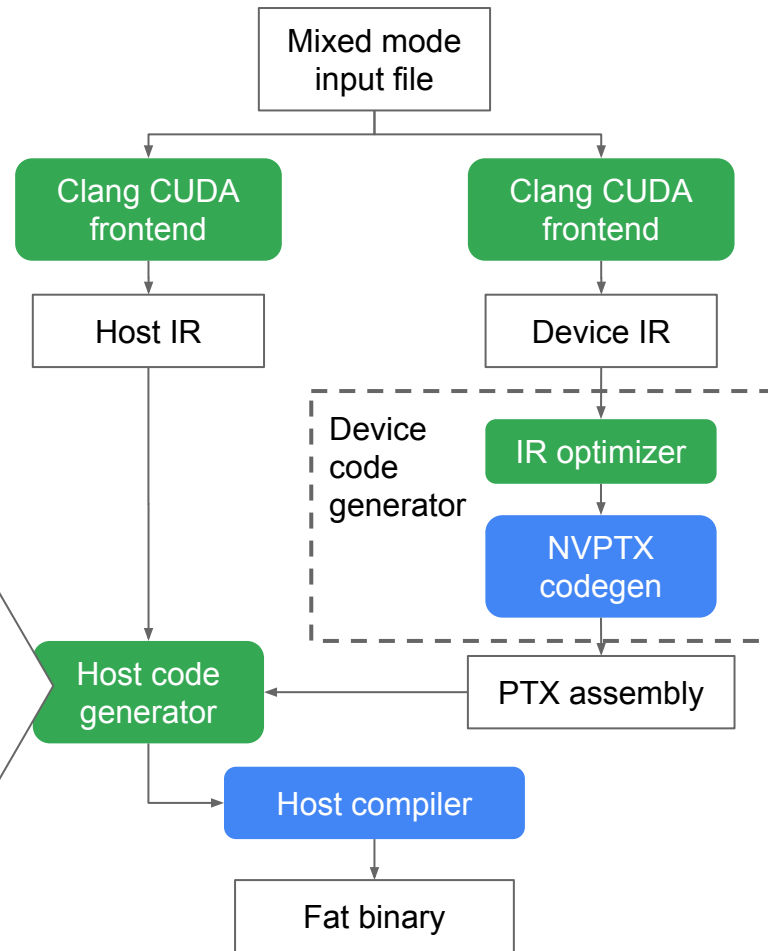 Mixed mode
input file
Clang CUDA
frontend
Clang CUDA
frontend
Host IR
Device IR
Device
code
generator
IR optimizer
NVPTX
codegen
Host code
generator
PTX assembly
Host compiler
Fat binary